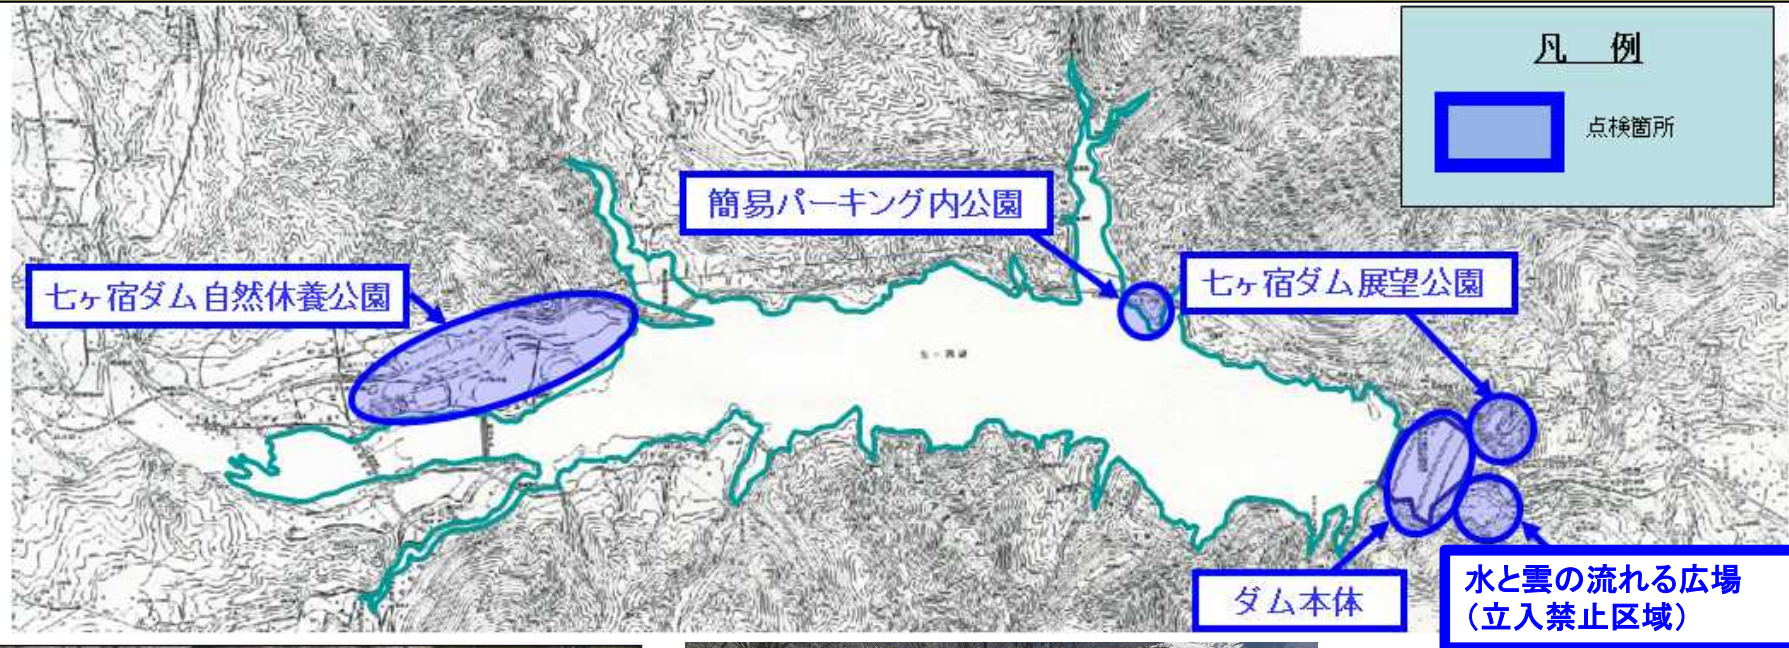 凡　例
点検箇所
簡易パーキング内公園
七ヶ宿ダム展望公園
七ヶ宿ダム自然休養公園
ダム本体
水と雲の流れる広場
（立入禁止区域）